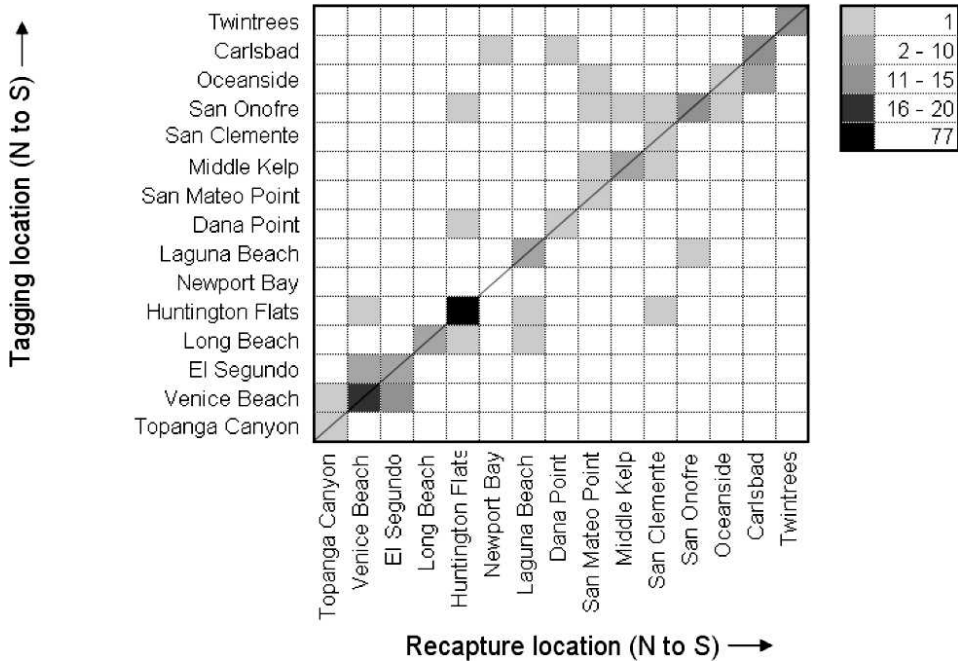 Tagging location (N to S)
Twintrees
Carlsbad
Oceanside
San Onofre
San Clemente
Middle Kelp
San Mateo Point
Dana Point
Laguna Beach
Newport Bay
Huntington Flats
Long Beach
El Segundo
Venice Beach
Topanga Canyon
1
2 - 10
11 - 15
16 - 20
77
Topanga Canyon
Venice Beach
El Segundo
Long Beach
Huntington Flats
Newport Bay
Laguna Beach
Dana Point
San Mateo Point
Middle Kelp
San Clemente
San Onofre
Oceanside
Carlsbad
Twintrees
Recapture location (N to S)